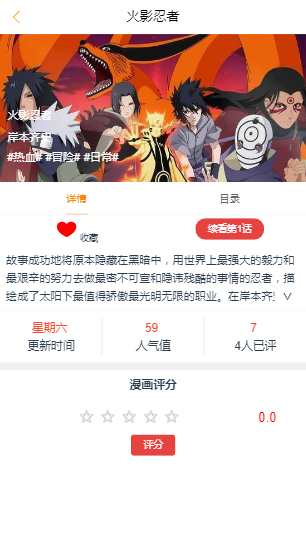 火影忍者
火影忍者
岸本齐史
#热血# #冒险# #日常#
详情
目录
收藏
续看第1话
故事成功地将原本隐藏在黑暗中，用世界上最强大的毅力和
最艰辛的努力去做最密不可宣和隐讳残酷的事情的忍者，描
绘成了太阳下最值得骄傲最光明无限的职业。在岸本齐史
星期六
59
7
更新时间
人气值
4人已评
漫画评分
0.0
评分